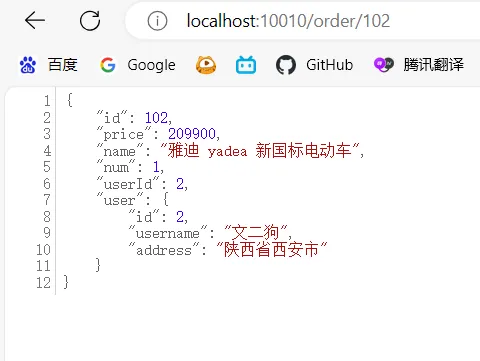 localhost:10010/order/102
百度 Google GitHub 腾讯翻译
1 {
2 "id": 102,
3 "price": 209900,
4 "name": "雅迪 yadea 新国标电动车",
5 "num": 1,
6 "userId": 2,
7 "user": {
8 "id": 2,
9 "username": "文二狗",
10 "address": "陕西省西安市"
11 }
12 }